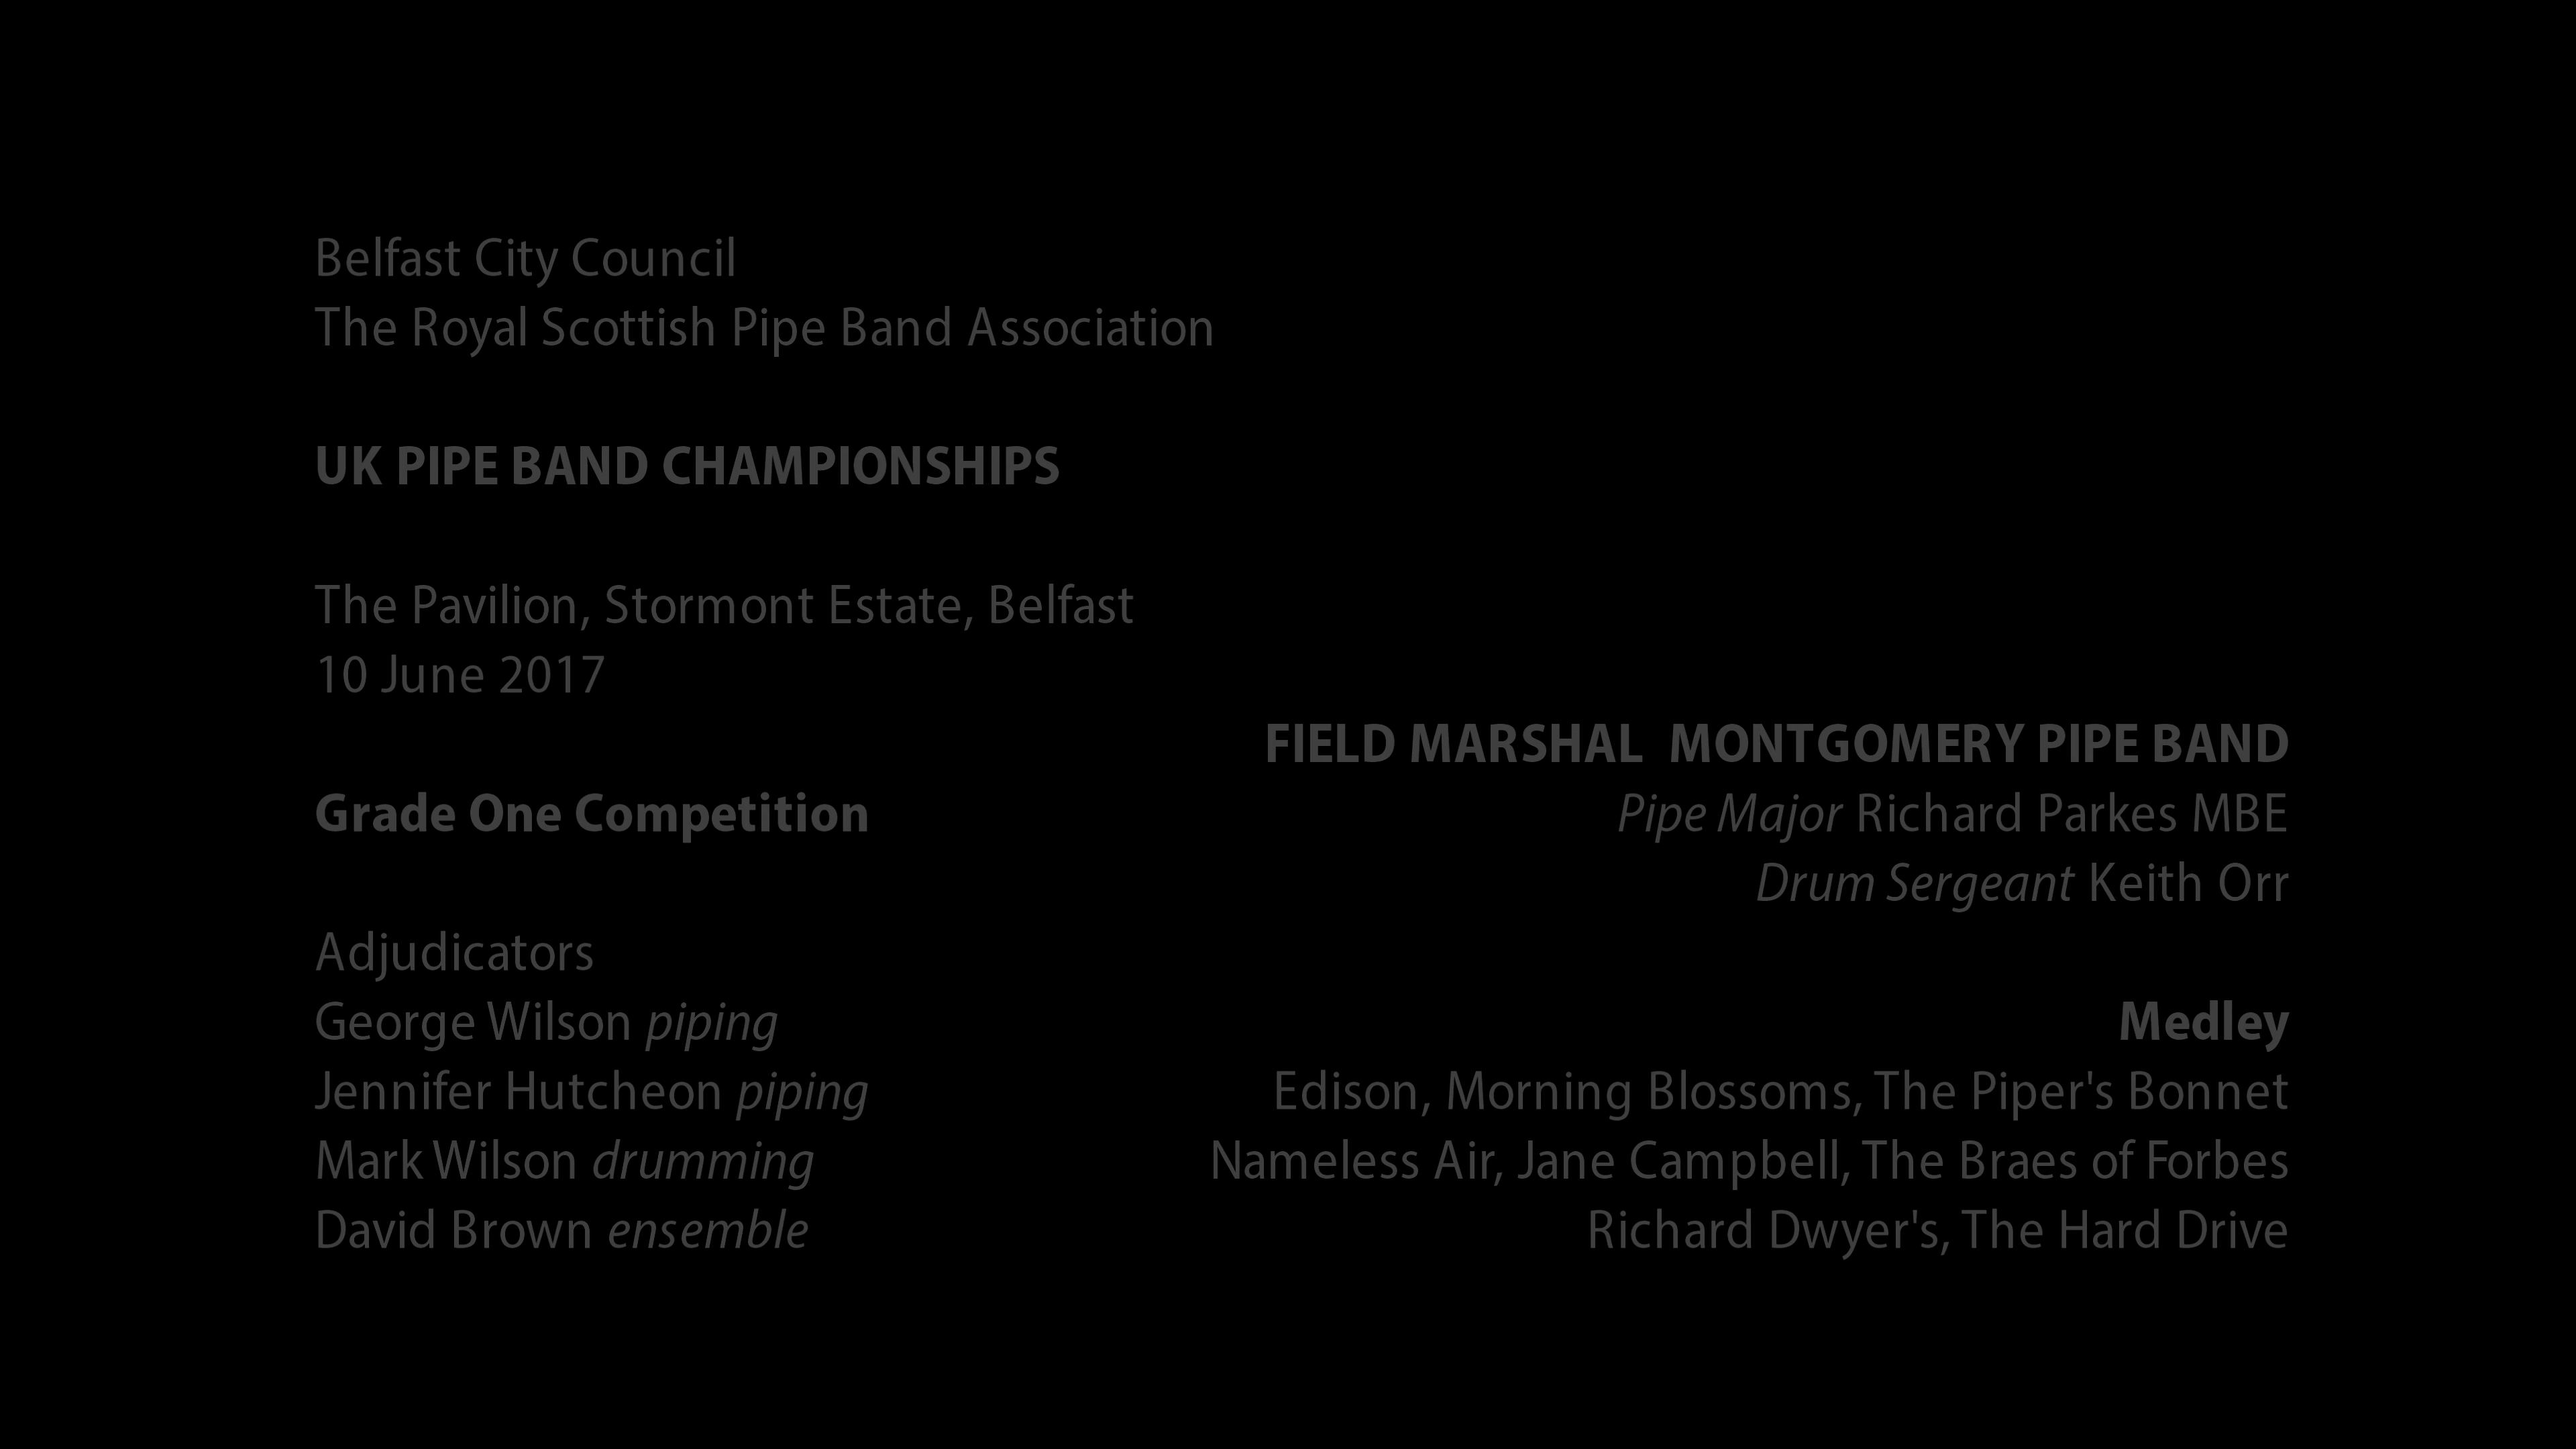 Belfast City Council
The Royal Scottish Pipe Band Association
UK PIPE BAND CHAMPIONSHIPS
The Pavilion, Stormont Estate, Belfast
10 June 2017
Grade One Competition
Adjudicators
George Wilson piping
Jennifer Hutcheon piping
Mark Wilson drumming
David Brown ensemble
FIELD MARSHAL  MONTGOMERY PIPE BAND
Pipe Major Richard Parkes MBE
Drum Sergeant Keith Orr
Medley
Edison, Morning Blossoms, The Piper's Bonnet
Nameless Air, Jane Campbell, The Braes of Forbes
Richard Dwyer's, The Hard Drive